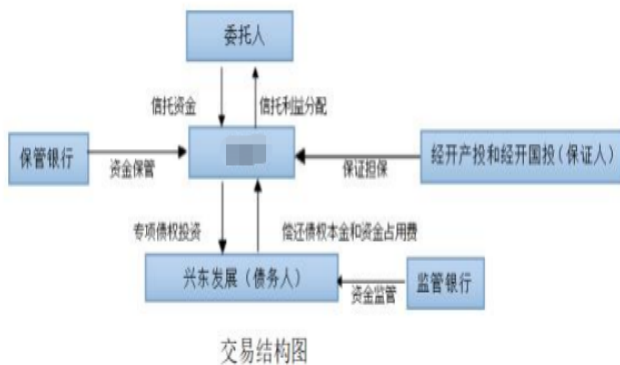 委托人
信托资金
信托利益分配
保管银行
资金保管
保证担保
经开产投和经开国投(保证人)
专项债权投资
偿还债权本金和资金占用费
兴东发展(债务人)
资金监管
监管银行
交易结构图